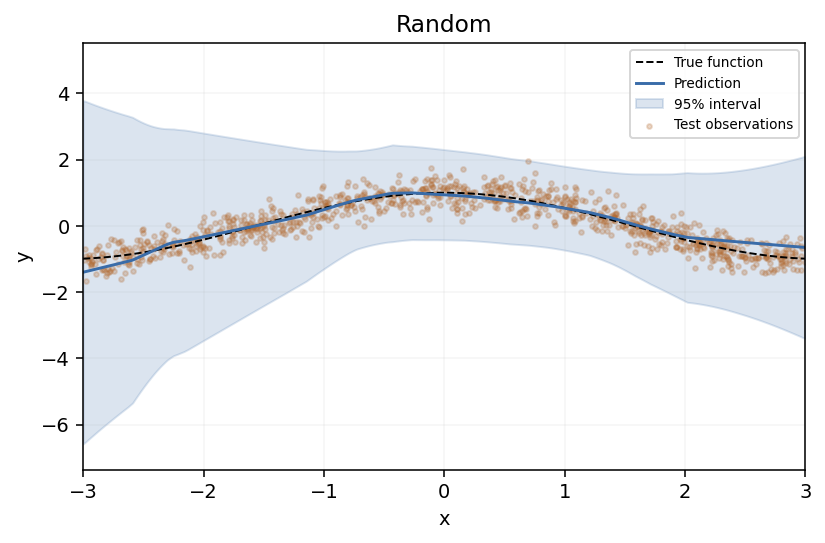 Random
True function
Prediction
95% interval
Test observations
4
2
0
−2
−4
−6
y
−3
−2
−1
0
1
2
3
x